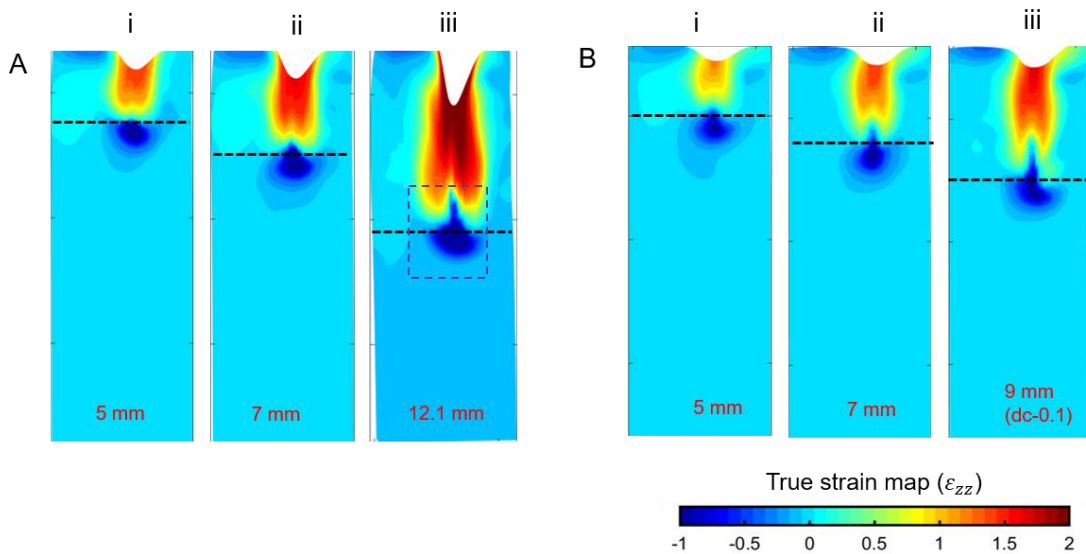 A
i
ii
iii
5 mm
7 mm
12.1 mm
B
i
ii
iii
5 mm
7 mm
9 mm
(dc-0.1)
True strain map (εzz)
-1 -0.5 0 0.5 1 1.5 2